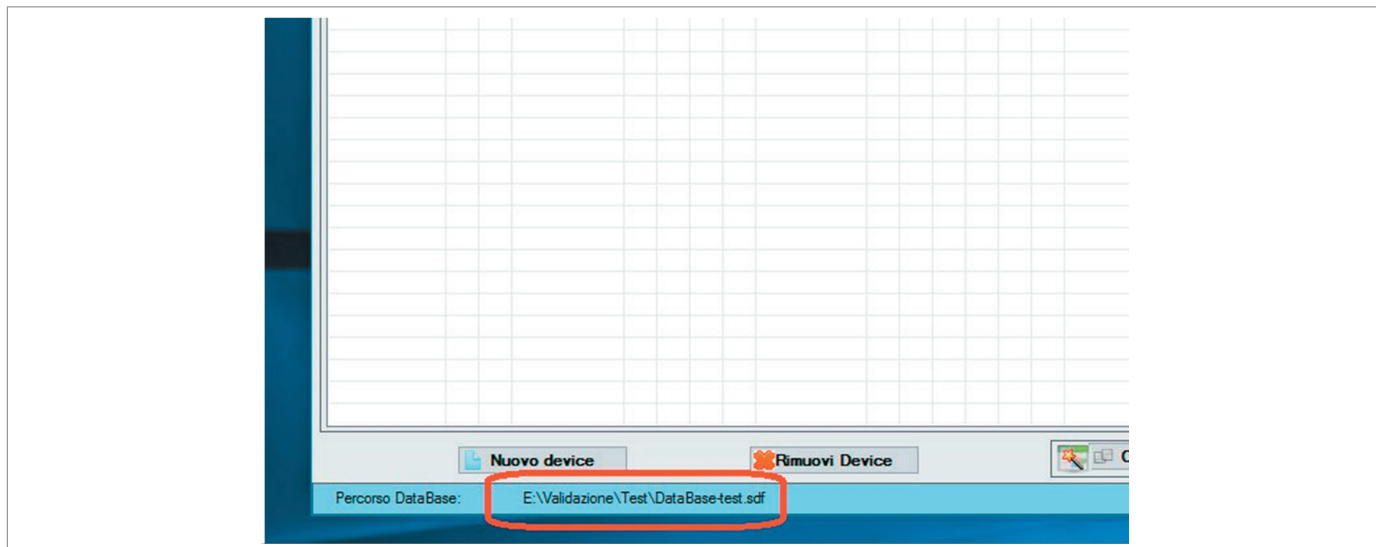 Nuovo device
Rimuovi Device
Percorso DataBase: E:\Validazione\Test\DataBase-test.sdf